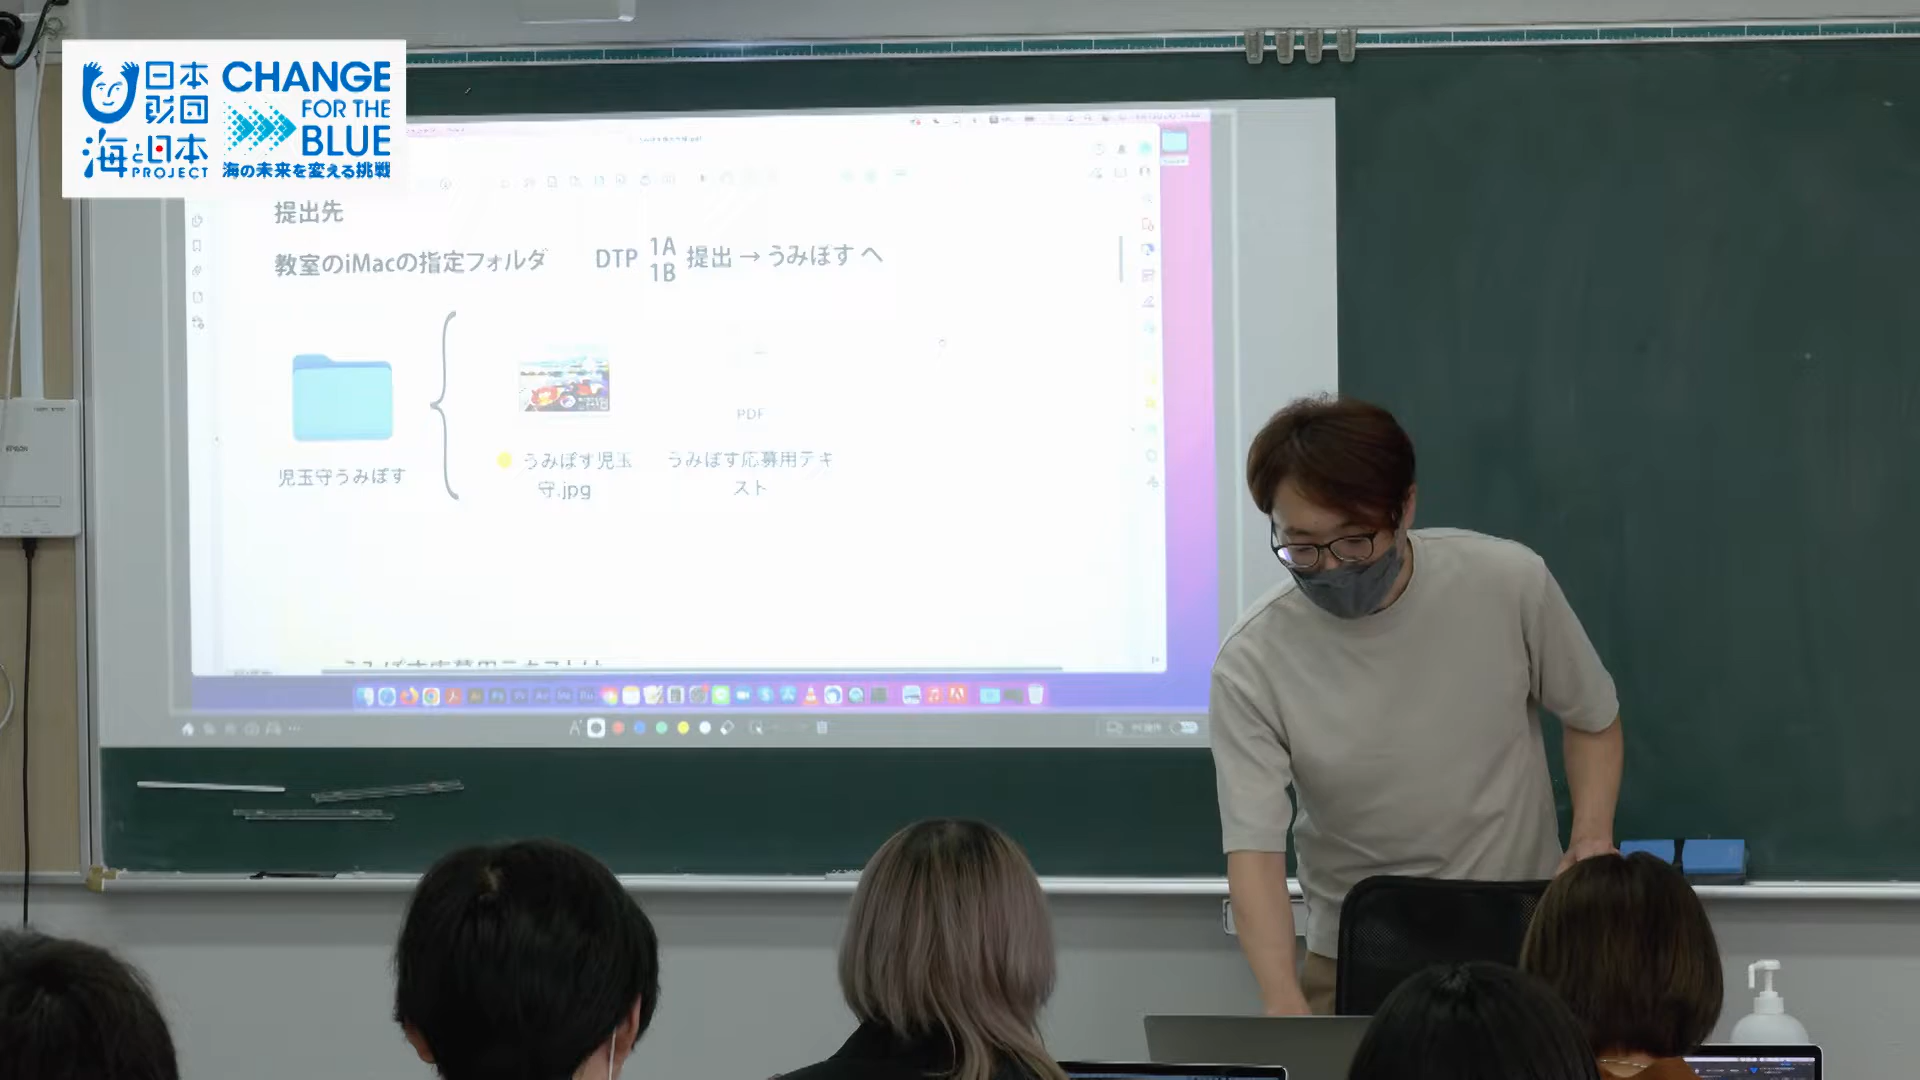 日本
財団
海と日本
PROJECT
CHANGE
FOR THE
BLUE
海の未来を変える挑戦
提出先
教室のiMacの指定フォルダ
DTP 1A 提出 → うみぽす へ
1B
児玉守うみぽす
うみぽす児玉
守.jpg
PDF
うみぽす応募用テキ
スト
EPSON